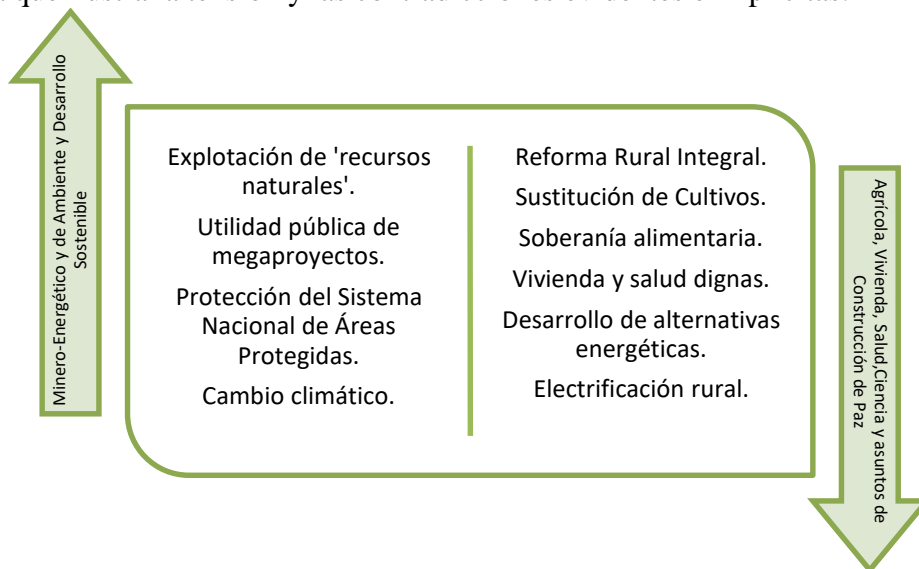 Minero-Energético y de Ambiente y Desarrollo
Sostenible
Explotación de 'recursos
naturales'.
Utilidad pública de
megaproyectos.
Protección del Sistema
Nacional de Áreas
Protegidas.
Cambio climático.
Reforma Rural Integral.
Sustitución de Cultivos.
Soberanía alimentaria.
Vivienda y salud dignas.
Desarrollo de alternativas
energéticas.
Electrificación rural.
Agrícola, Vivienda, Salud,Ciencia y asuntos de
Construcción de Paz